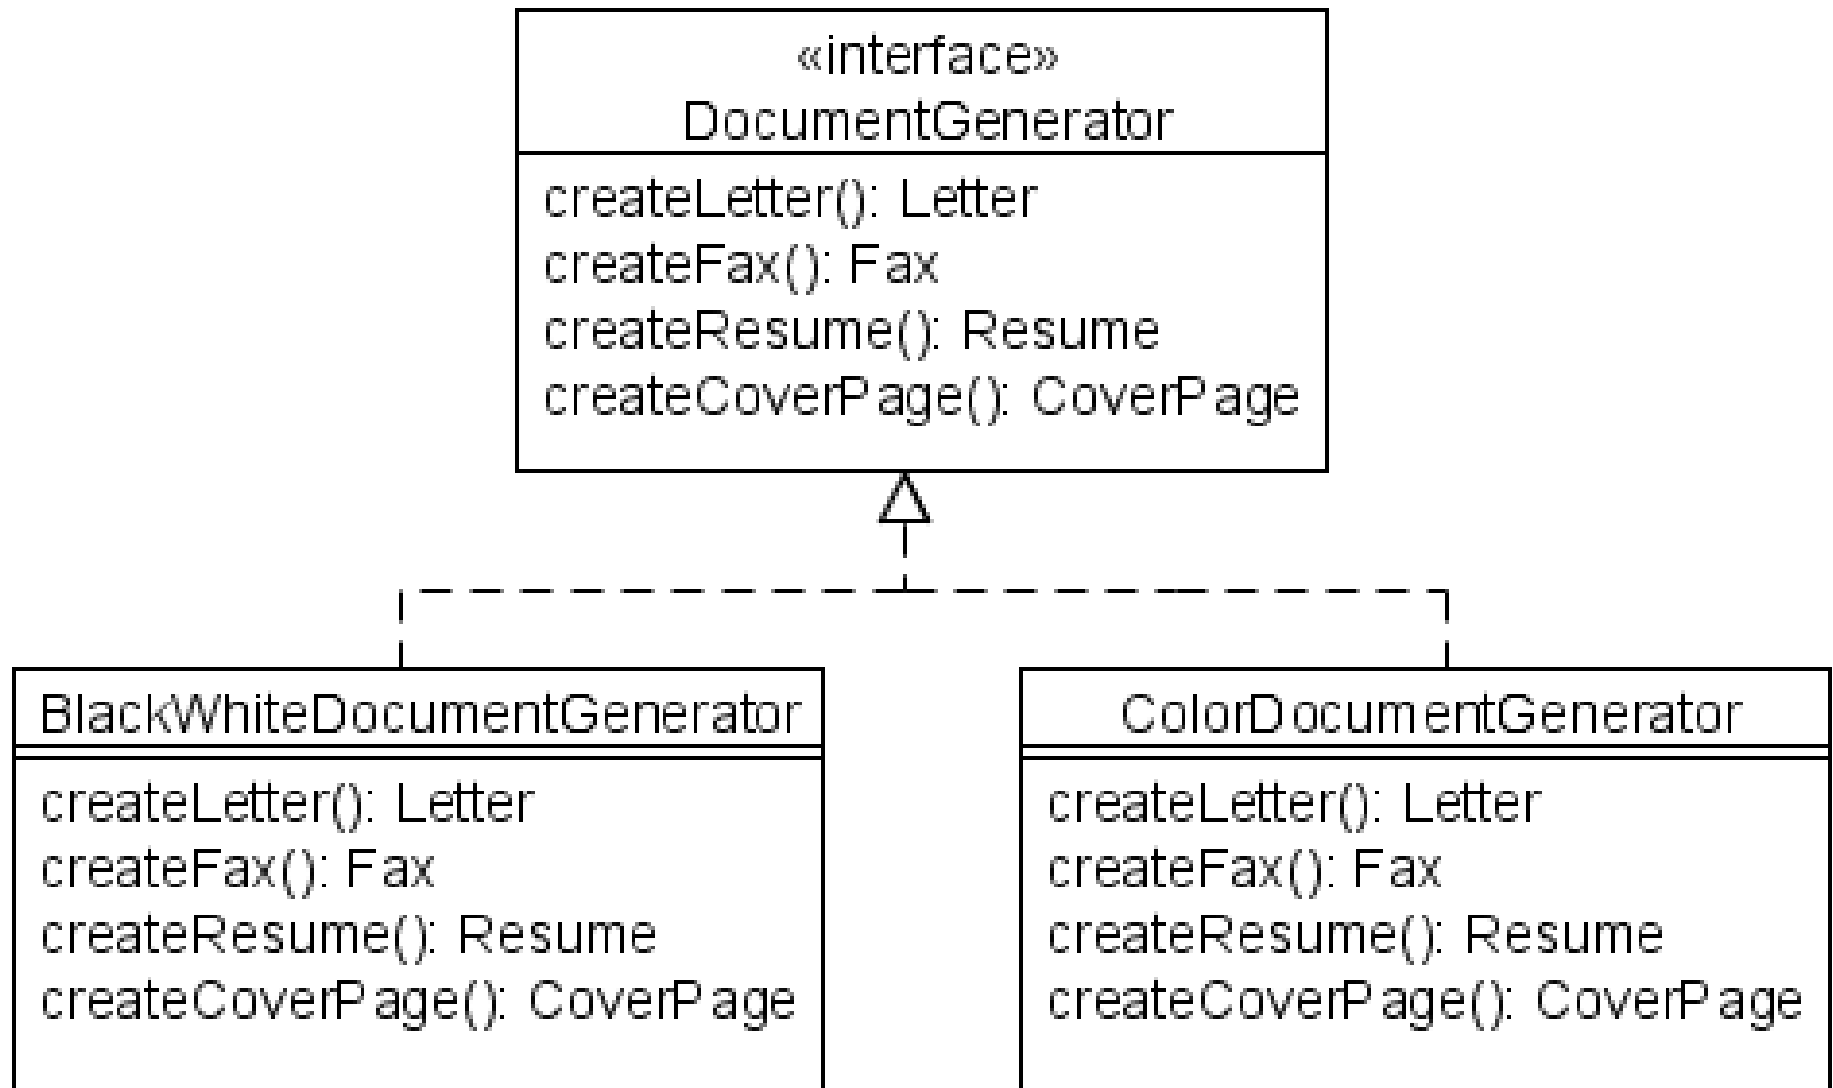 «interface»
DocumentGenerator
createLetter(): Letter
createFax(): Fax
createResume(): Resume
createCoverPage(): CoverPage
BlackWhiteDocumentGenerator
createLetter(): Letter
createFax(): Fax
createResume(): Resume
createCoverPage(): CoverPage
ColorDocumentGenerator
createLetter(): Letter
createFax(): Fax
createResume(): Resume
createCoverPage(): CoverPage